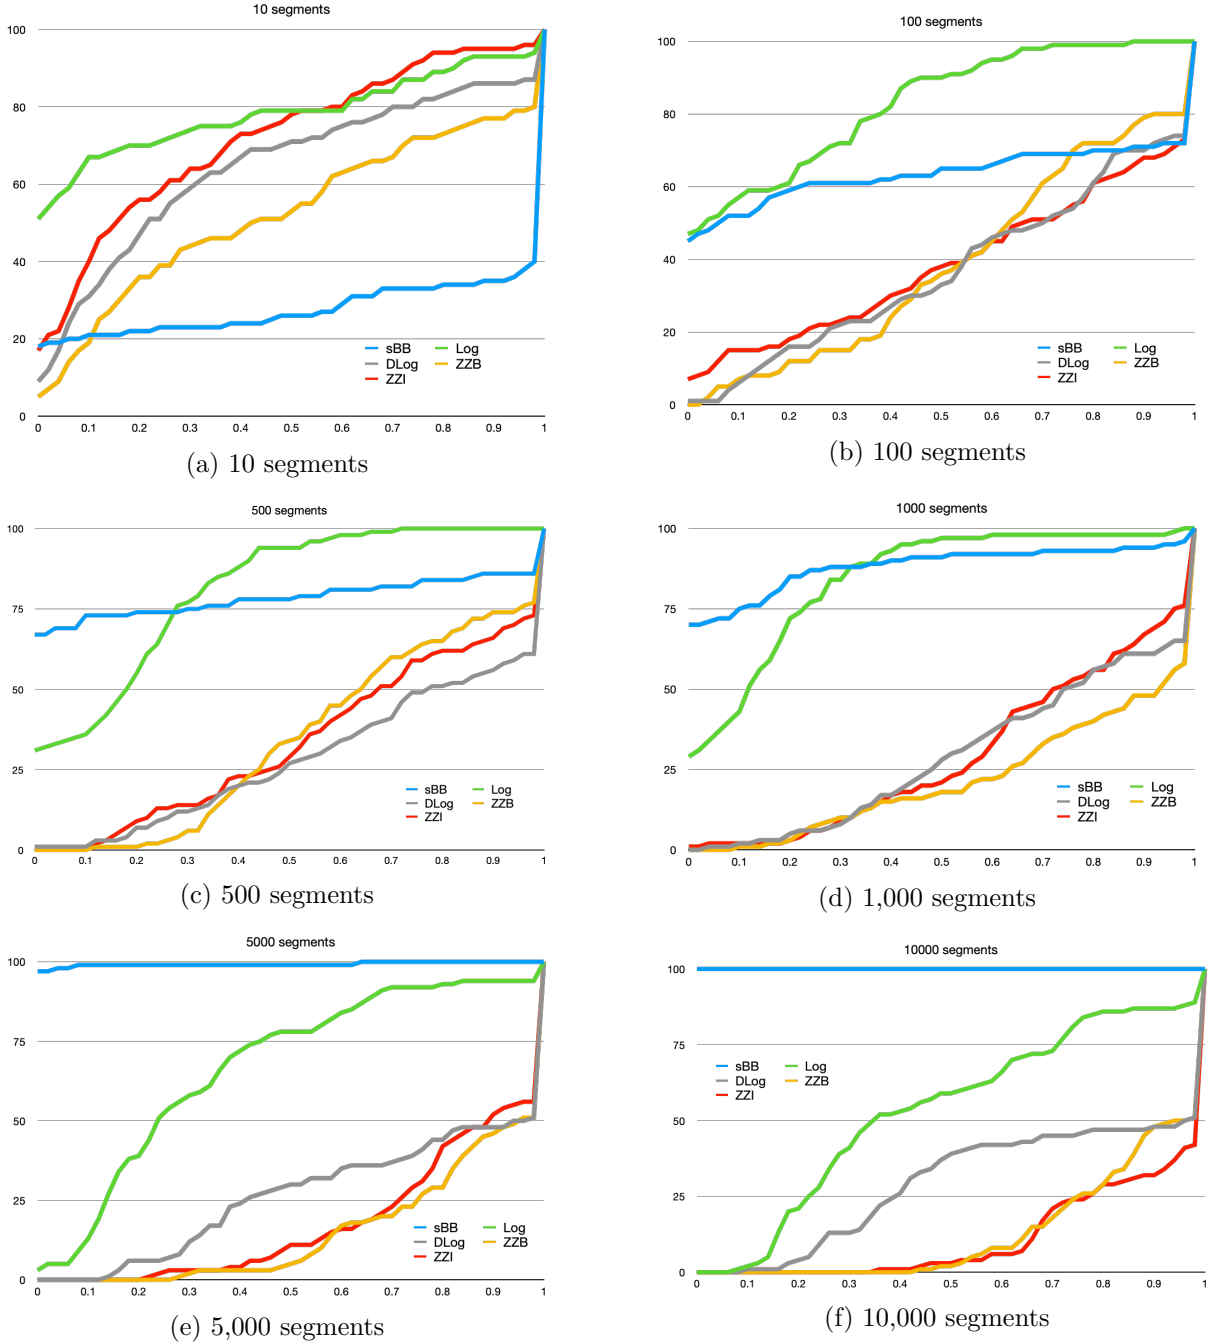 10 segments
100
80
60
40
20
0
sBB Log
DLog ZZB
ZZI
0 0.1 0.2 0.3 0.4 0.5 0.6 0.7 0.8 0.9 1
(a) 10 segments
100 segments
100
80
60
40
20
0
sBB Log
DLog ZZB
ZZI
0 0.1 0.2 0.3 0.4 0.5 0.6 0.7 0.8 0.9 1
(b) 100 segments
500 segments
100
75
50
25
0
sBB Log
DLog ZZB
ZZI
0 0.1 0.2 0.3 0.4 0.5 0.6 0.7 0.8 0.9 1
(c) 500 segments
1000 segments
100
75
50
25
0
sBB Log
DLog ZZB
ZZI
0 0.1 0.2 0.3 0.4 0.5 0.6 0.7 0.8 0.9 1
(d) 1,000 segments
5000 segments
100
75
50
25
0
sBB Log
DLog ZZB
ZZI
0 0.1 0.2 0.3 0.4 0.5 0.6 0.7 0.8 0.9 1
(e) 5,000 segments
10000 segments
100
75
50
25
0
sBB Log
DLog ZZB
ZZI
0 0.1 0.2 0.3 0.4 0.5 0.6 0.7 0.8 0.9 1
(f) 10,000 segments